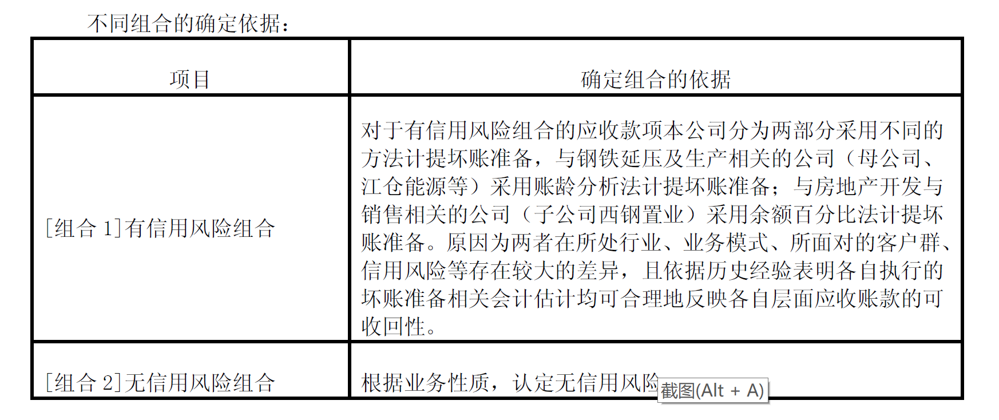 不同组合的确定依据：
项目
确定组合的依据
[组合 1]有信用风险组合
对于有信用风险组合的应收款项本公司分为两部分采用不同的
方法计提坏账准备，与钢铁延压及生产相关的公司（母公司、
江仓能源等）采用账龄分析法计提坏账准备；与房地产开发与
销售相关的公司（子公司西钢置业）采用余额百分比法计提坏
账准备。原因为两者在所处行业、业务模式、所面对的客户群、
信用风险等存在较大的差异，且依据历史经验表明各自执行的
坏账准备相关会计估计均可合理地反映各自层面应收账款的可
收回性。
[组合 2]无信用风险组合
根据业务性质，认定无信用风险
截图(Alt + A)